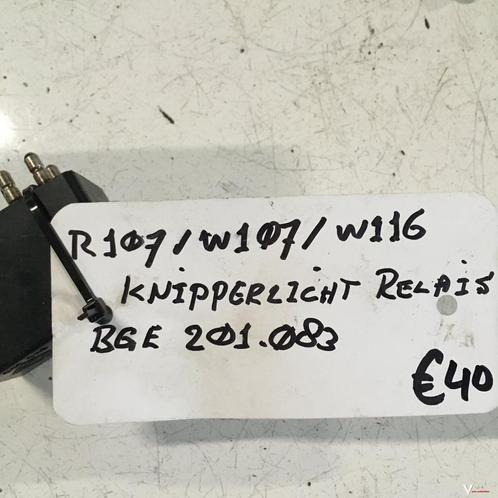 R107/W107/W116
KNIPPERLICHT RELAIS
BGE 201.083
€40